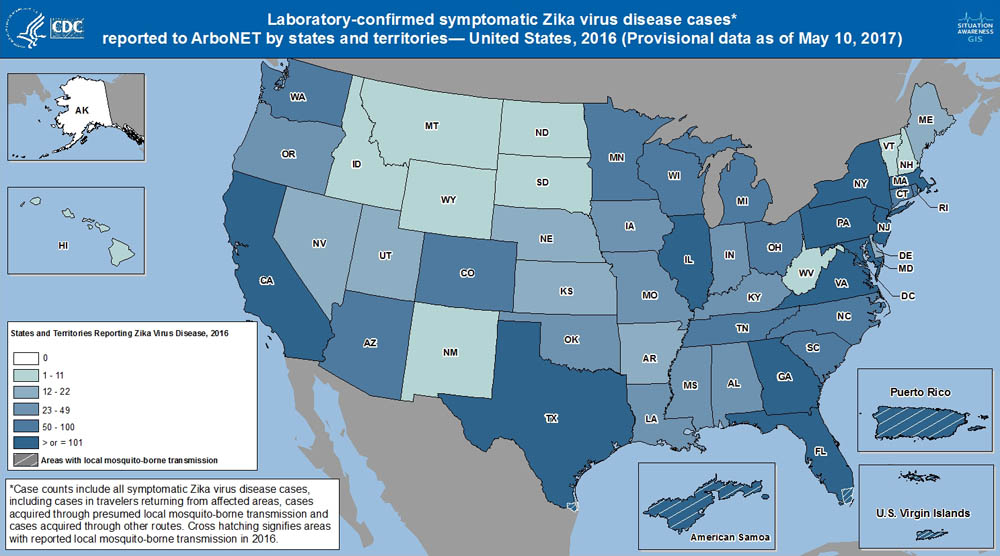 Laboratory-confirmed symptomatic Zika virus disease cases*
reported to ArboNET by states and territories— United States, 2016 (Provisional data as of May 10, 2017)
CDC
SITUATION
AWARENESS
GIS
AK
HI
WA
OR
CA
ID
NV
MT
WY
UT
AZ
CO
NM
ND
SD
NE
KS
OK
TX
MN
IA
MO
AR
LA
WI
IL
MI
IN
OH
KY
TN
MS
AL
GA
FL
SC
NC
VA
WV
PA
NY
VT
NH
ME
MA
CT
RI
NJ
DE
MD
DC
States and Territories Reporting Zika Virus Disease, 2016
0
1 - 11
12 - 22
23 - 49
50 - 100
> or = 101
Areas with local mosquito-borne transmission
*Case counts include all symptomatic Zika virus disease cases,
including cases in travelers returning from affected areas, cases
acquired through presumed local mosquito-borne transmission and
cases acquired through other routes. Cross hatching signifies areas
with reported local mosquito-borne transmission in 2016.
Puerto Rico
American Samoa
U.S. Virgin Islands